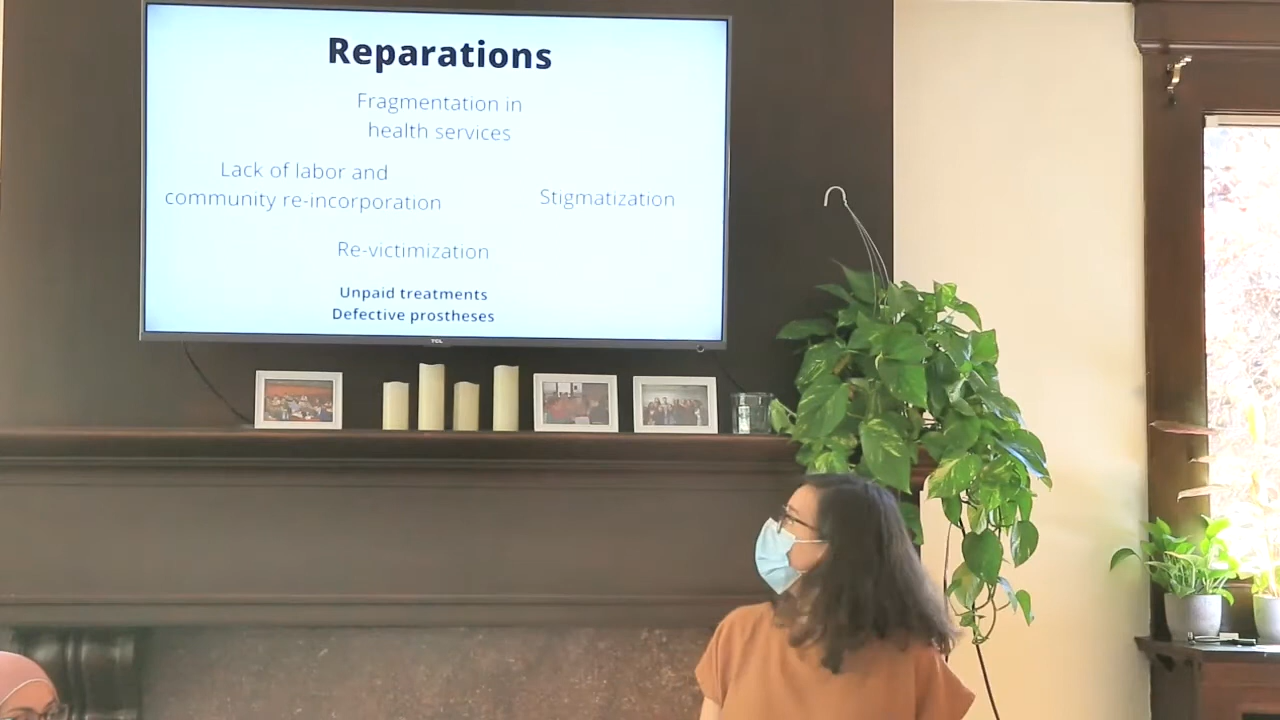 Reparations
Fragmentation in
health services
Lack of labor and
community re-incorporation
Stigmatization
Re-victimization
Unpaid treatments
Defective prostheses
TCL